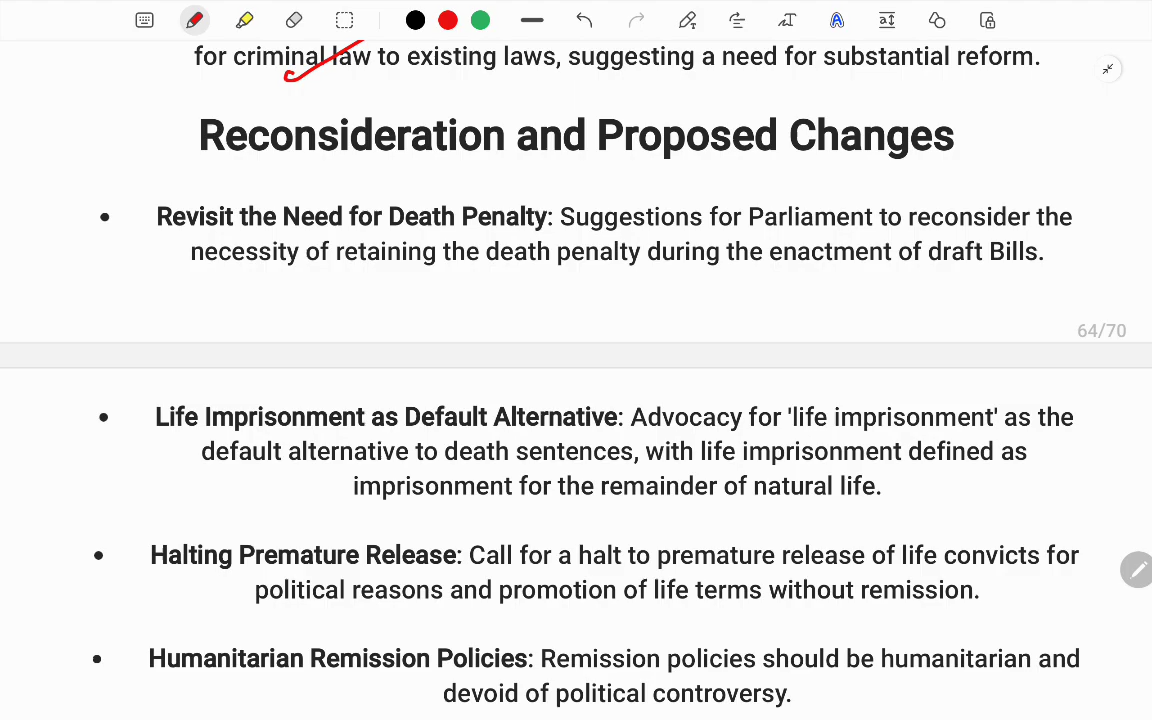 for criminal law to existing laws, suggesting a need for substantial reform.
Reconsideration and Proposed Changes
• Revisit the Need for Death Penalty: Suggestions for Parliament to reconsider the
necessity of retaining the death penalty during the enactment of draft Bills.
64/70
• Life Imprisonment as Default Alternative: Advocacy for 'life imprisonment' as the
default alternative to death sentences, with life imprisonment defined as
imprisonment for the remainder of natural life.
• Halting Premature Release: Call for a halt to premature release of life convicts for
political reasons and promotion of life terms without remission.
• Humanitarian Remission Policies: Remission policies should be humanitarian and
devoid of political controversy.